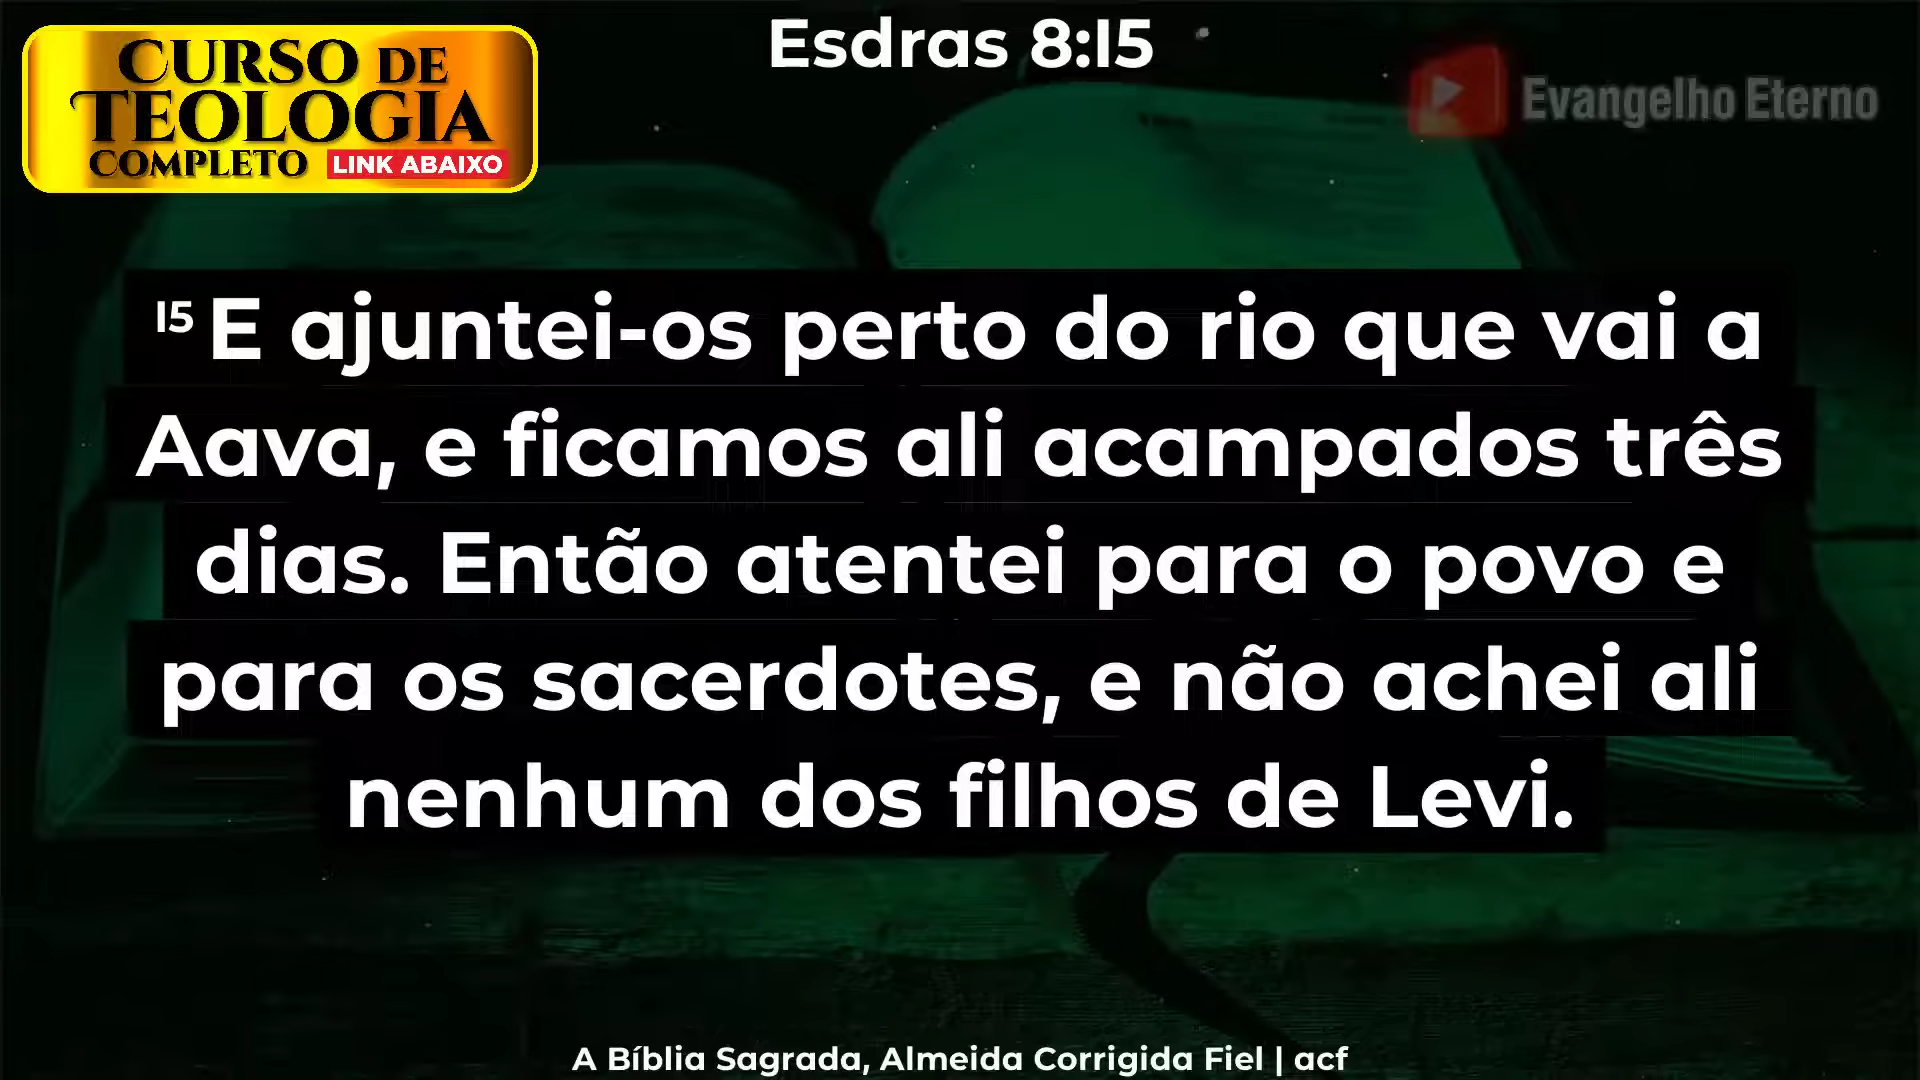 Esdras 8:15
CURSO DE
TEOLOGIA
COMPLETO LINK ABAIXO
Evangelho Eterno
15 E ajuntei-os perto do rio que vai a
Aava, e ficamos ali acampados três
dias. Então atentei para o povo e
para os sacerdotes, e não achei ali
nenhum dos filhos de Levi.
A Bíblia Sagrada, Almeida Corrigida Fiel | acf